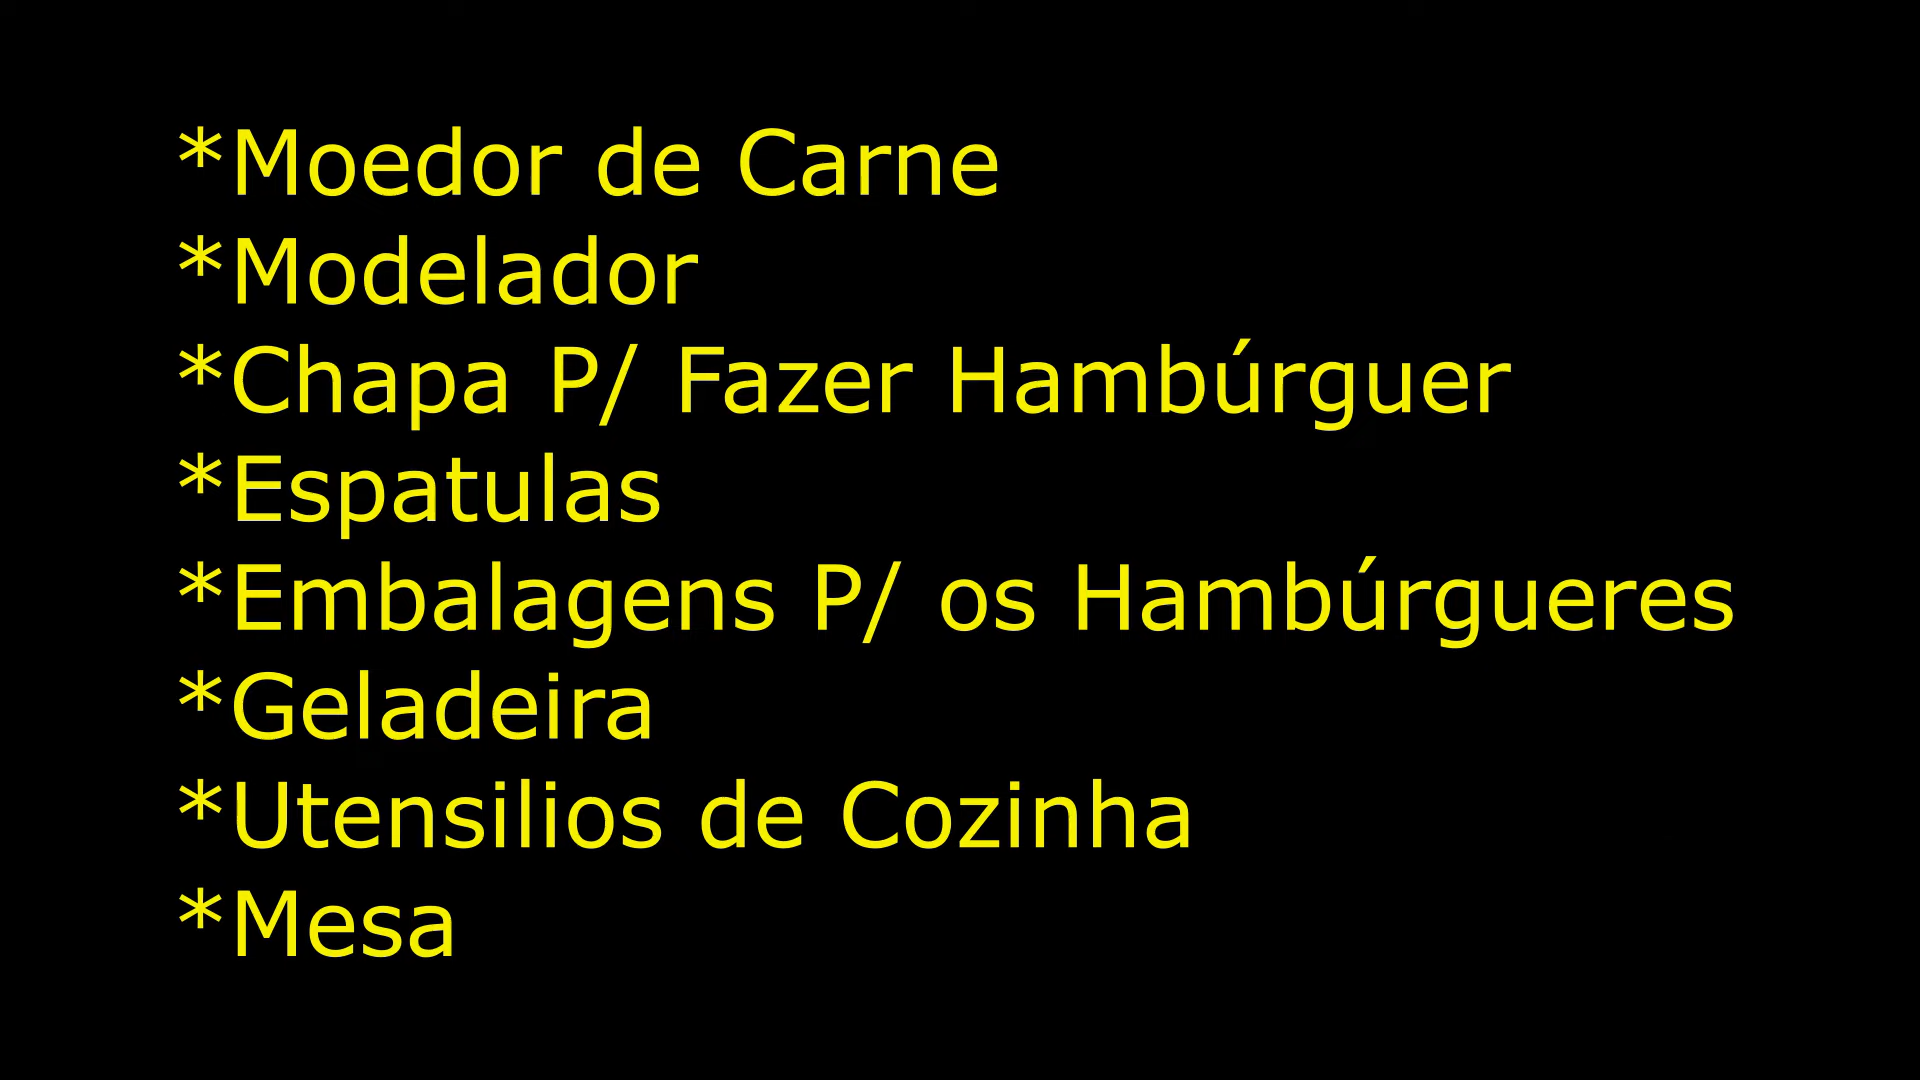 *Moedor de Carne
*Modelador
*Chapa P/ Fazer Hambúrguer
*Espatulas
*Embalagens P/ os Hambúrgueres
*Geladeira
*Utensilios de Cozinha
*Mesa